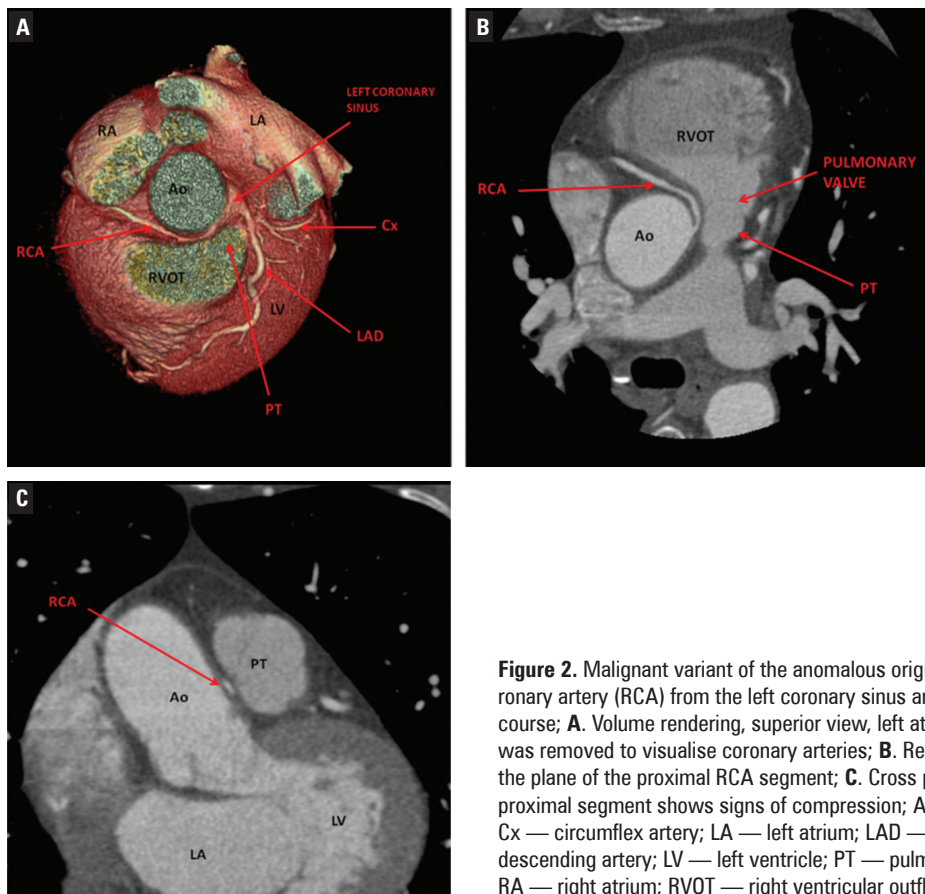 A
LEFT CORONARY
SINUS
RA
LA
Ao
Cx
RCA
RVOT
LV
LAD
PT
B
RVOT
PULMONARY
VALVE
RCA
Ao
PT
C
RCA
PT
Ao
LV
LA
Figure 2. Malignant variant of the anomalous origi
ronary artery (RCA) from the left coronary sinus a
course; A. Volume rendering, superior view, left at
was removed to visualise coronary arteries; B. Re
the plane of the proximal RCA segment; C. Cross p
proximal segment shows signs of compression; A
Cx — circumflex artery; LA — left atrium; LAD —
descending artery; LV — left ventricle; PT — pulm
RA — right atrium; RVOT — right ventricular outfl